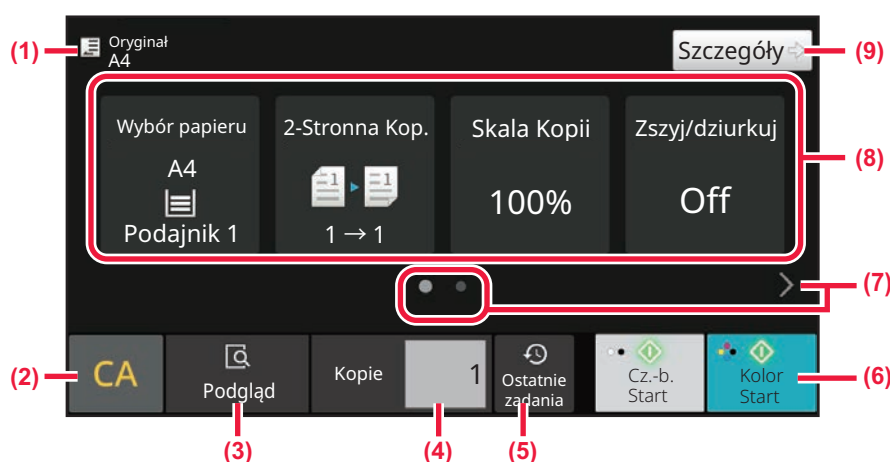 (1)
Oryginał
A4
Szczegóły
(9)
Wybór papieru
A4
Podajnik 1
2-Stronna Kop.
1
1
1 → 1
Skala Kopii
100%
Zszyj/dziurkuj
Off
(8)
(7)
(2)
CA
Podgląd
Kopie
1
Ostatnie
zadania
Cz.-b.
Start
Kolor
Start
(6)
(3)
(4)
(5)